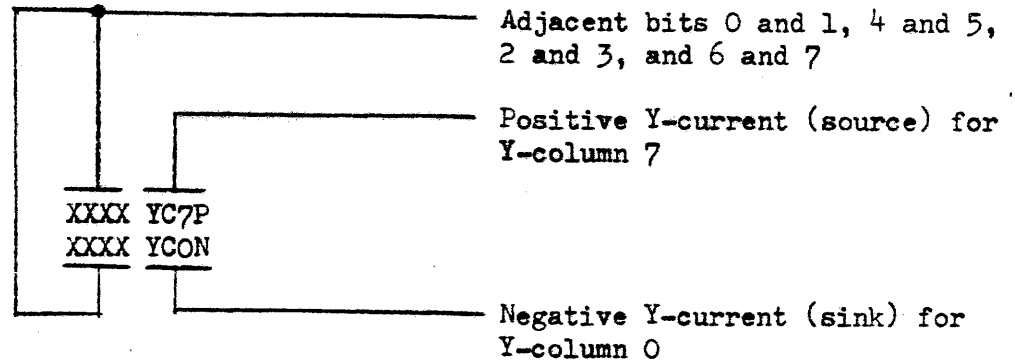 Adjacent bits 0 and 1, 4 and 5,
2 and 3, and 6 and 7
Positive Y-current (source) for
Y-column 7
XXXX YC7P
XXXX YCON
Negative Y-current (sink) for
Y-column 0